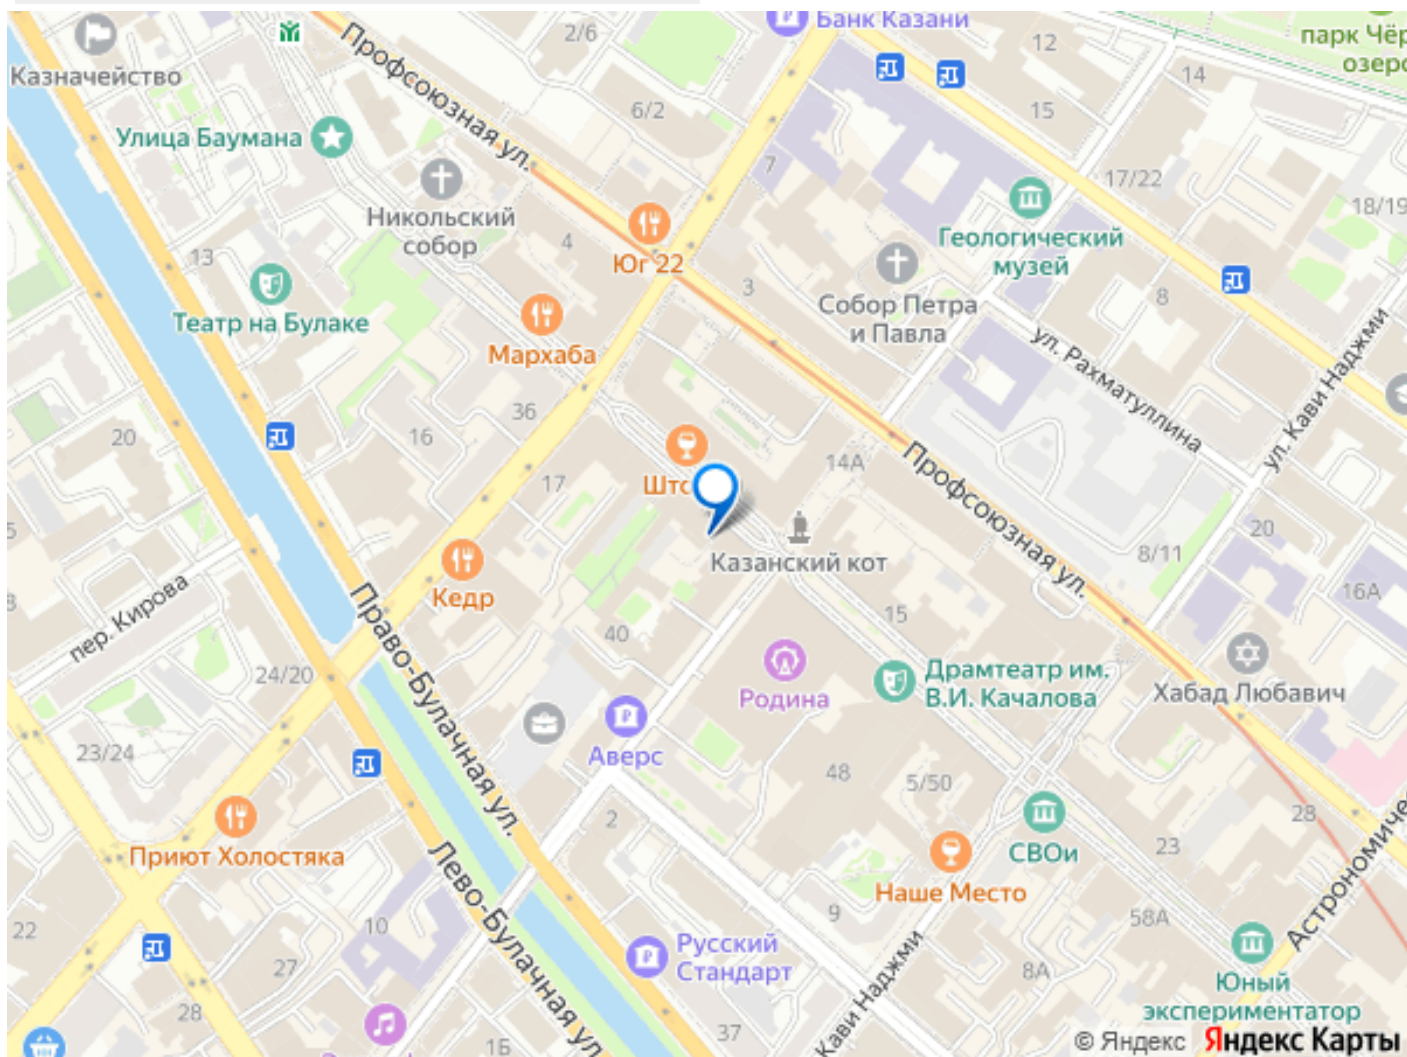 Банк Казани
2/6
12
парк Чёр
озеро
Казначейство
14
Профсоюзная ул.
6/2
15
Улица Баумана
7
17/22
Никольский
собор
18/19
Геологический
музей
4
13
Юг 22
3
Собор Петра
и Павла
8
Театр на Булаке
Мархаба
ул. Рахматуллина
ул. Кави Наджми
36
20
16
14А
17
Што
Профсоюзная ул.
20
5
Казанский кот
8/11
16А
пер. Кирова
Кедр
Право-Булачная ул.
15
40
24/20
Родина
Драмтеатр им.
В.И. Качалова
Хабад Любавич
23/24
Аверс
48
5/50
28
2
СВОи
23
Приют Холостяка
Лево-Булачная ул.
Наше Место
Астрономиче
22
10
9
58А
27
Русский
Стандарт
Кави Наджми
8А
Юный
экспериментатор
28
37
1Б
© Яндекс Яндекс Карты